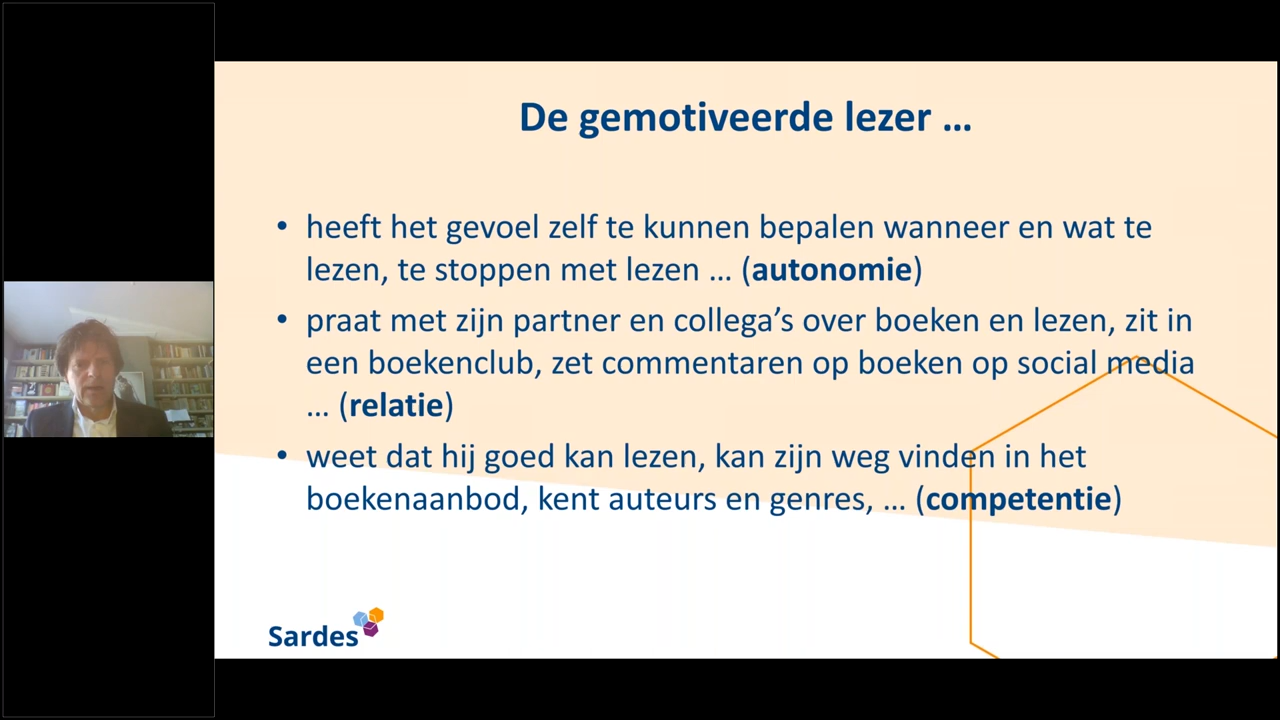 De gemotiveerde lezer …
• heeft het gevoel zelf te kunnen bepalen wanneer en wat te
lezen, te stoppen met lezen … (autonomie)
• praat met zijn partner en collega’s over boeken en lezen, zit in
een boekenclub, zet commentaren op boeken op social media
… (relatie)
• weet dat hij goed kan lezen, kan zijn weg vinden in het
boekenaanbod, kent auteurs en genres, … (competentie)
Sardes